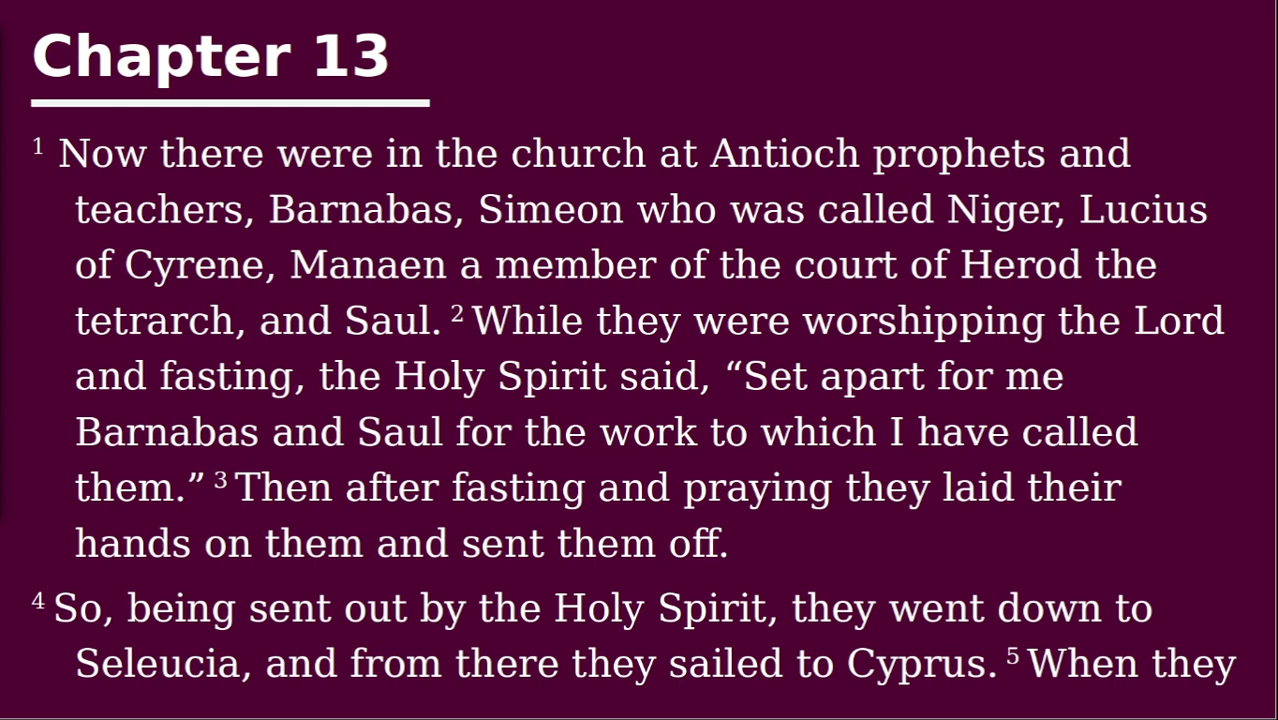 Chapter 13
1 Now there were in the church at Antioch prophets and
teachers, Barnabas, Simeon who was called Niger, Lucius
of Cyrene, Manaen a member of the court of Herod the
tetrarch, and Saul. 2 While they were worshipping the Lord
and fasting, the Holy Spirit said, “Set apart for me
Barnabas and Saul for the work to which I have called
them.” 3 Then after fasting and praying they laid their
hands on them and sent them off.
4 So, being sent out by the Holy Spirit, they went down to
Seleucia, and from there they sailed to Cyprus. 5 When they